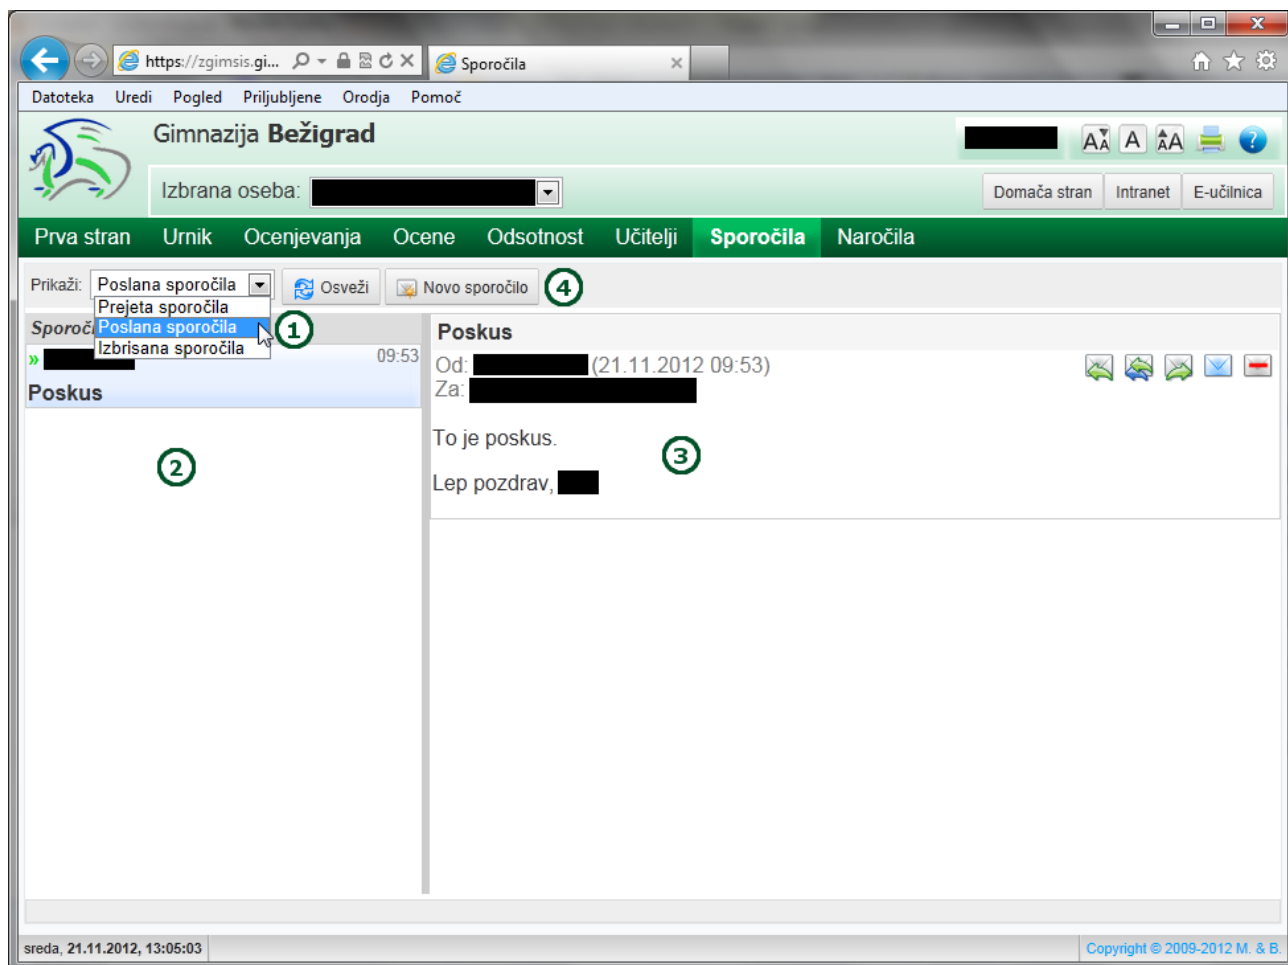 https://zgimsis.gi...
Sporočila
Datoteka Uredi Pogled Priljubljene Orodja Pomoč
Gimnazija Bežigrad
AA A AA ?
Izbrana oseba:
Domača stran Intranet E-učilnica
Prva stran Urnik Ocenjevanja Ocene Odsotnost Učitelji Sporočila Naročila
Prikaži: Poslana sporočila Osveži Novo sporočilo 4
Prejeta sporočila
Poslana sporočila 1
Izbrisana sporočila
» 09:53
Poskus
2
Poskus
Od: (21.11.2012 09:53)
Za:
To je poskus.
3
Lep pozdrav,
sreda, 21.11.2012, 13:05:03
Copyright © 2009-2012 M. & B.